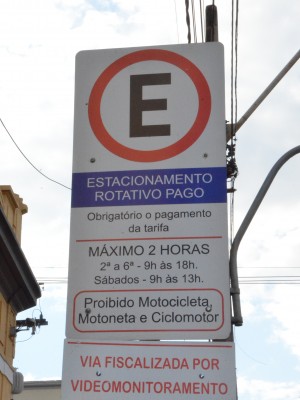 E
ESTACIONAMENTO
ROTATIVO PAGO
Obrigatório o pagamento
da tarifa
MÁXIMO 2 HORAS
2ª a 6ª - 9h às 18h.
Sábados - 9h às 13h.
Proibido Motocicleta,
Motoneta e Ciclomotor
VIA FISCALIZADA POR
VIDEOMONITORAMENTO